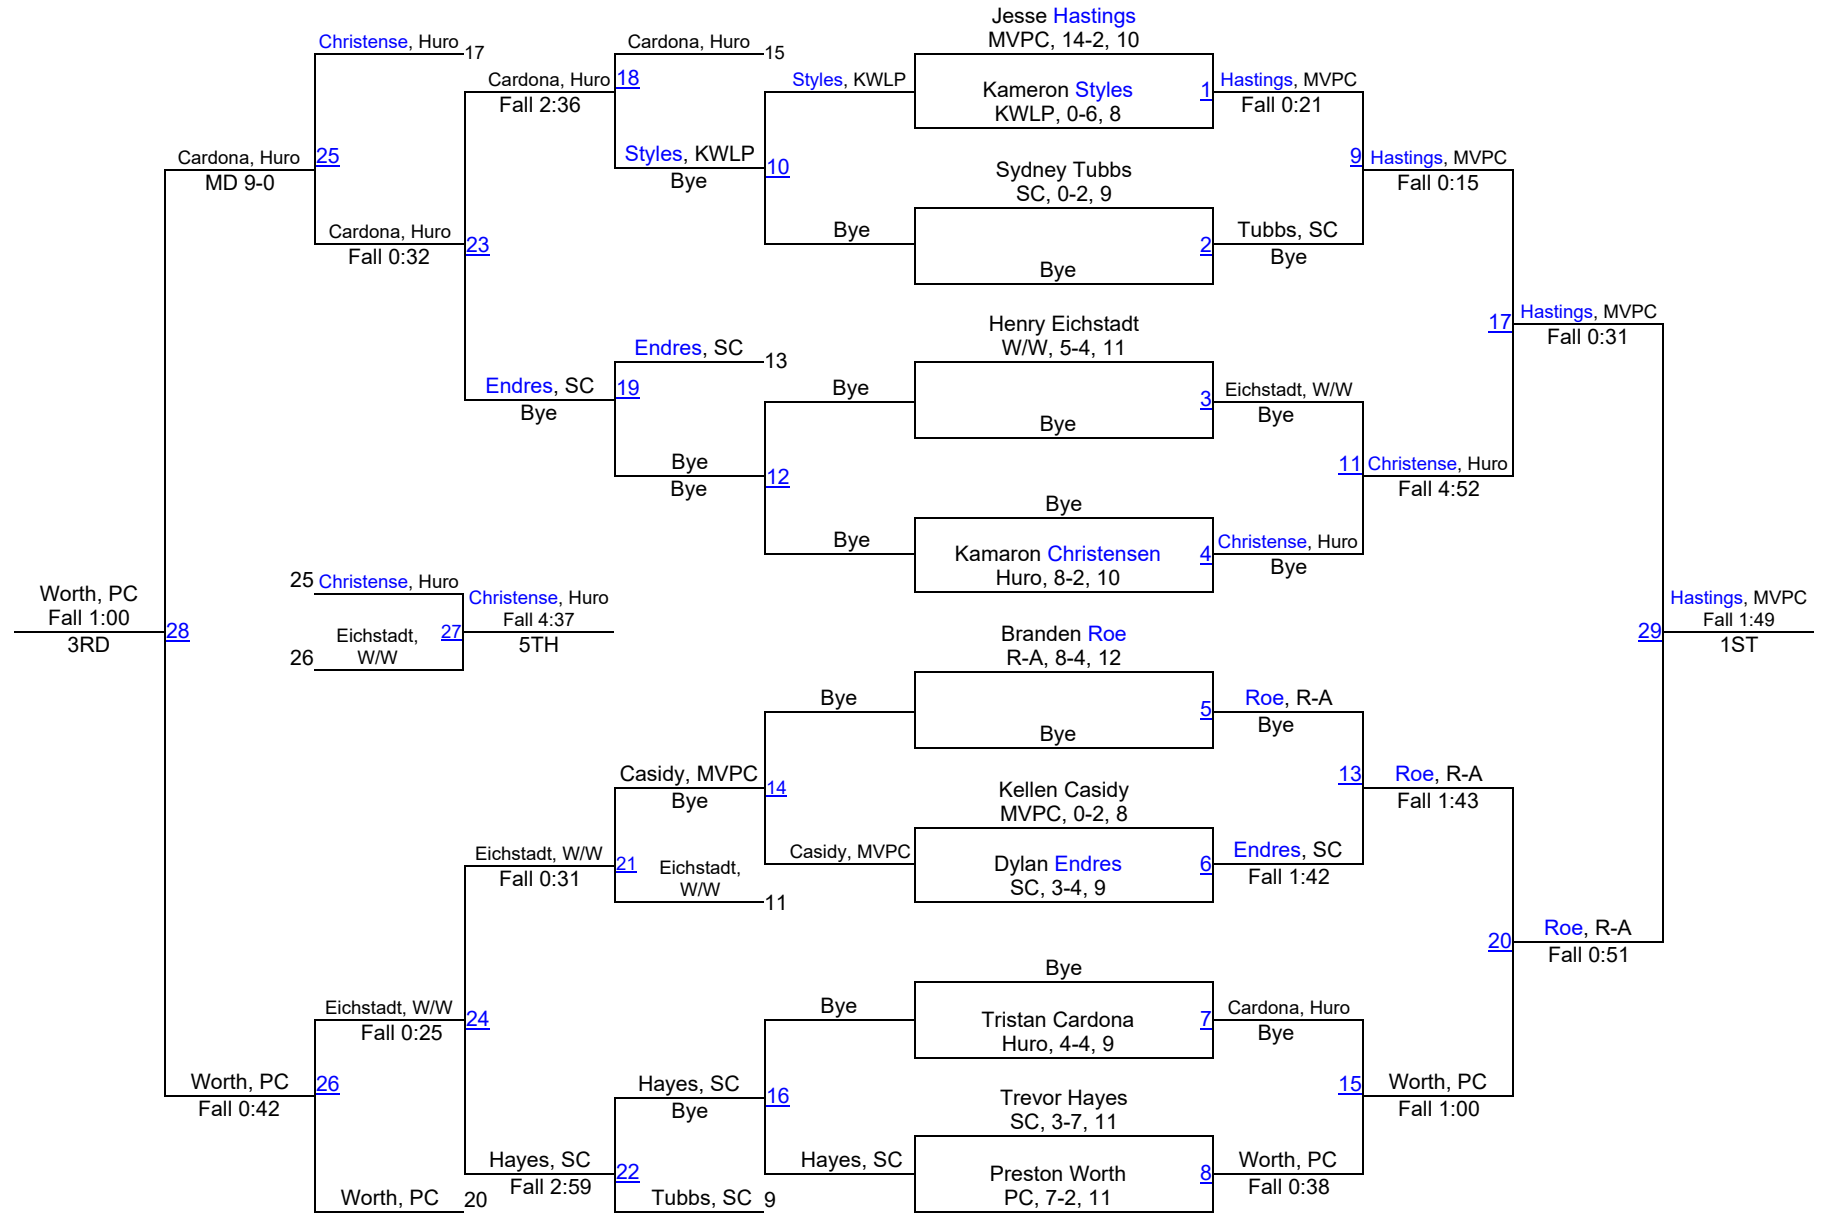 Jesse Hastings
MVPC, 14-2, 10
Christense, Huro
17
Cardona, Huro
15
Cardona, Huro
18
Fall 2:36
Styles, KWLP
Kameron Styles
KWLP, 0-6, 8
1
Hastings, MVPC
Fall 0:21
Cardona, Huro
MD 9-0
25
Styles, KWLP
Bye
10
Sydney Tubbs
SC, 0-2, 9
9
Hastings, MVPC
Fall 0:15
Cardona, Huro
Fall 0:32
23
Bye
2
Bye
Tubbs, SC
Bye
Henry Eichstadt
W/W, 5-4, 11
17
Hastings, MVPC
Fall 0:31
Endres, SC
13
Endres, SC
Bye
19
Bye
3
Bye
Eichstadt, W/W
Bye
Bye
Bye
12
11
Christense, Huro
Fall 4:52
Bye
Bye
Kamaron Christensen
Huro, 8-2, 10
4
Christense, Huro
Bye
Worth, PC
Fall 1:00
3RD
28
25
Christense, Huro
26
Eichstadt,
W/W
27
Christense, Huro
Fall 4:37
5TH
29
Hastings, MVPC
Fall 1:49
1ST
Branden Roe
R-A, 8-4, 12
Bye
5
Bye
Roe, R-A
Bye
Casidy, MVPC
Bye
14
Kellen Casidy
MVPC, 0-2, 8
13
Roe, R-A
Fall 1:43
Eichstadt, W/W
Fall 0:31
21
Eichstadt,
W/W
11
Casidy, MVPC
Dylan Endres
SC, 3-4, 9
6
Endres, SC
Fall 1:42
20
Roe, R-A
Fall 0:51
Bye
Eichstadt, W/W
Fall 0:25
24
Bye
Tristan Cardona
Huro, 4-4, 9
7
Cardona, Huro
Bye
Worth, PC
Fall 0:42
26
Hayes, SC
Bye
16
Trevor Hayes
SC, 3-7, 11
15
Worth, PC
Fall 1:00
Hayes, SC
Fall 2:59
22
Hayes, SC
Preston Worth
PC, 7-2, 11
8
Worth, PC
Fall 0:38
Worth, PC
20
Tubbs, SC
9